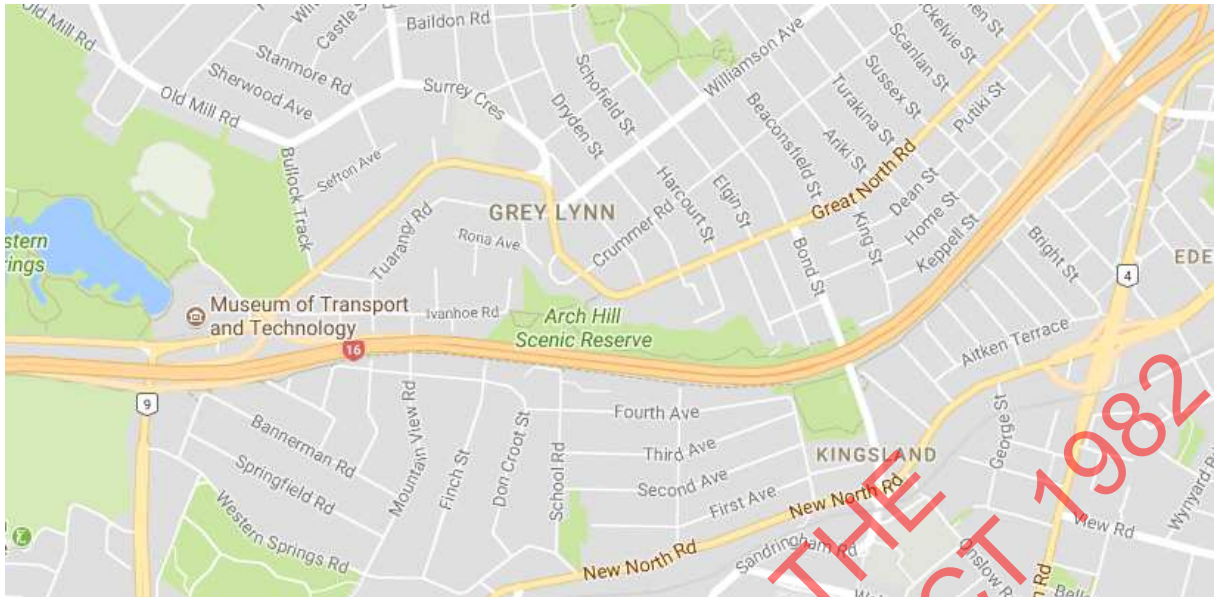 Old Mill Rd
Castle
Baildon Rd
Stanmore Rd
Sherwood Ave
Old Mill Rd
Surrey Cres
Schofield St
Dryden St
Williamson Ave
Scanlan St
Sussex St
Turakina St
Putiki St
Beaconsfield St
Ariki St
Bullock Track
Sefton Ave
Harcourt St
Elgin St
Great North Rd
Dean St
Home St
Keppell St
King St
Bright St
Bond St
GREY LYNN
Tuarangi Rd
Rona Ave
Crummer Rd
stern
rings
EDE
4
Museum of Transport
and Technology
Ivanhoe Rd
Arch Hill
Scenic Reserve
16
Aitken Terrace
9
Fourth Ave
Third Ave
Second Ave
First Ave
Bannerman Rd
Springfield Rd
Western Springs Rd
Mountain View Rd
Finch St
Don Croot St
School Rd
KINGSLAND
George St
New North Rd
New North Rd
Sandringham Rd
Onslow R
View Rd
Wynyard R
n Rd
Belle
THE
CT 1982